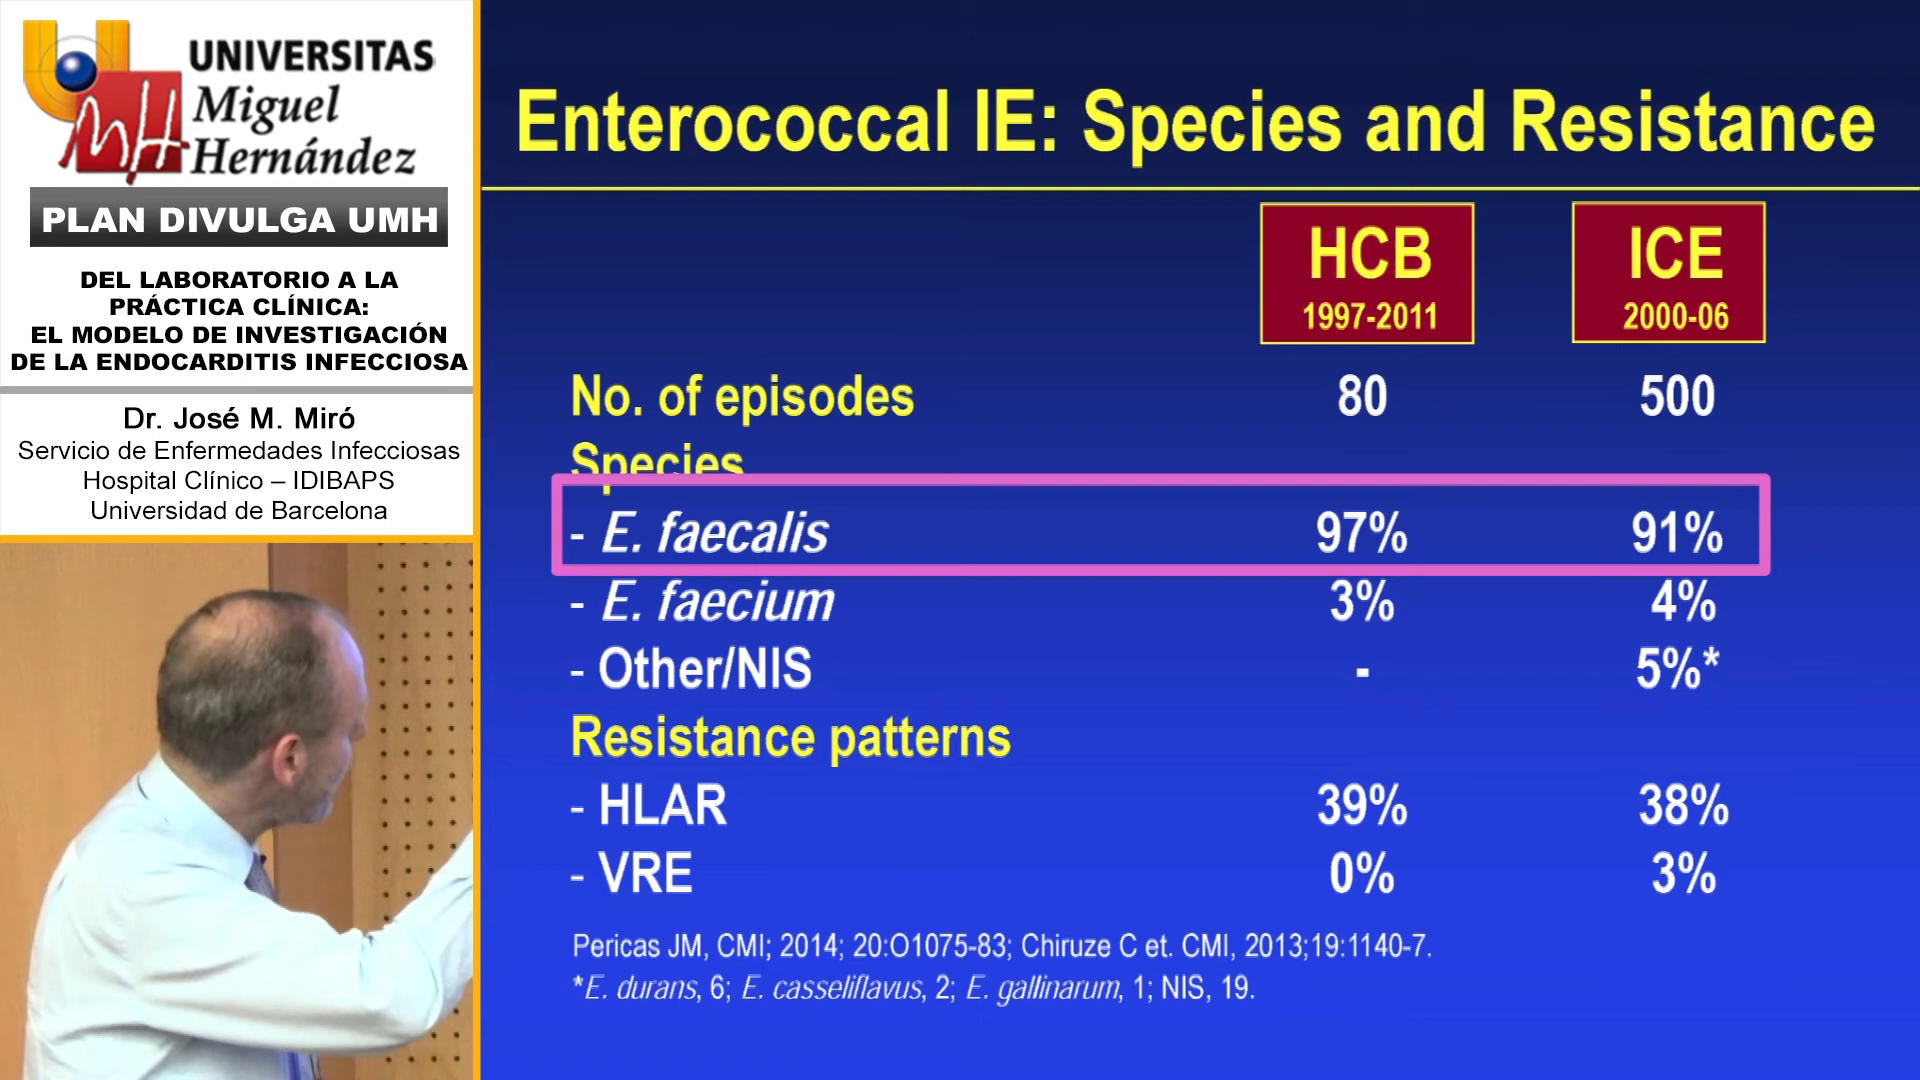 UNIVERSITAS
Miguel
Hernández
PLAN DIVULGA UMH
DEL LABORATORIO A LA
PRÁCTICA CLÍNICA:
EL MODELO DE INVESTIGACIÓN
DE LA ENDOCARDITIS INFECCIOSA
Dr. José M. Miró
Servicio de Enfermedades Infecciosas
Hospital Clínico – IDIBAPS
Universidad de Barcelona
Enterococcal IE: Species and Resistance
HCB ICE
1997-2011 2000-06
No. of episodes 80 500
Species
- E. faecalis 97% 91%
- E. faecium 3% 4%
- Other/NIS - 5%*
Resistance patterns
- HLAR 39% 38%
- VRE 0% 3%
Pericas JM, CMI; 2014; 20:O1075-83; Chiruze C et. CMI, 2013;19:1140-7.
*E. durans, 6; E. casseliflavus, 2; E. gallinarum, 1; NIS, 19.